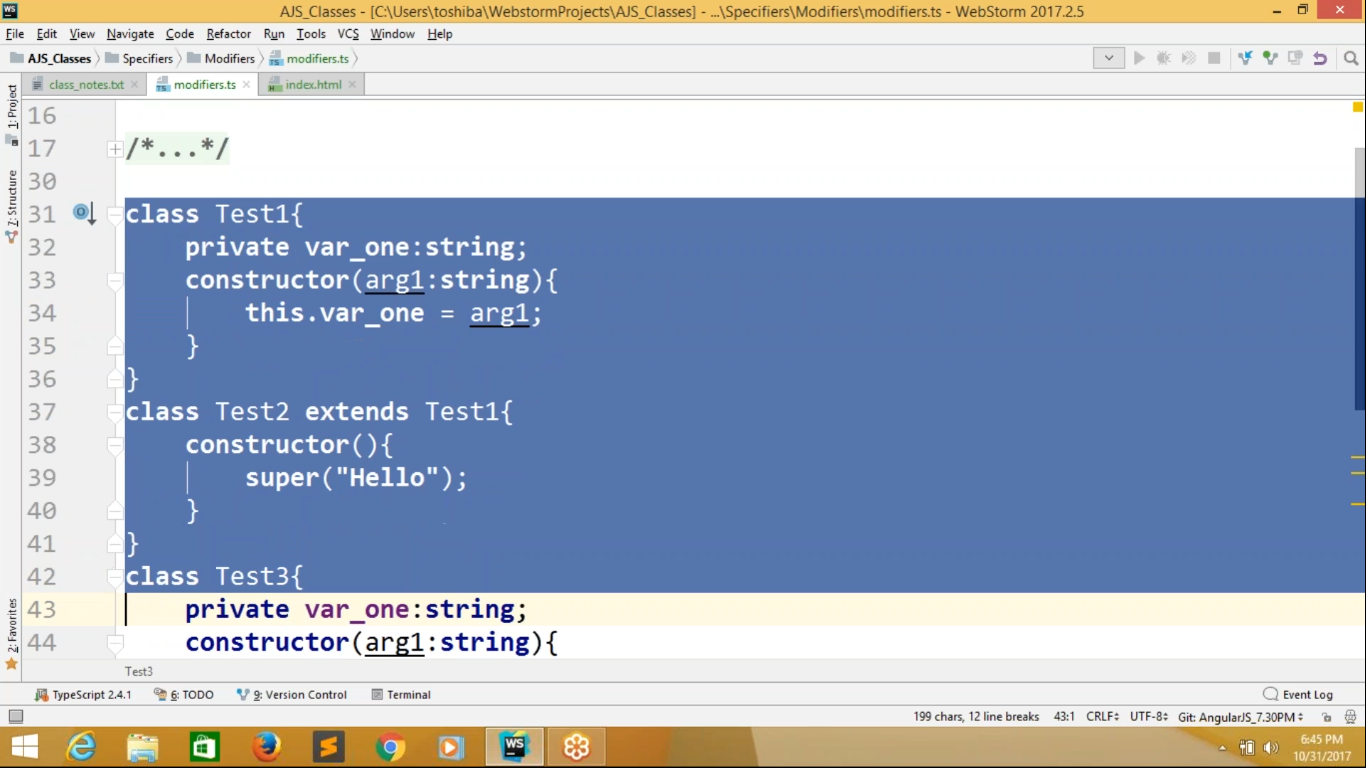 WS AJS_Classes - [C:\Users\toshiba\WebstormProjects\AJS_Classes] - ...\Specifiers\Modifiers\modifiers.ts - WebStorm 2017.2.5
File Edit View Navigate Code Refactor Run Tools VCS Window Help
AJS_Classes Specifiers Modifiers modifiers.ts
class_notes.txt modifiers.ts index.html
1: Project
Z: Structure
2: Favorites
16
17 /*...*/
30
31 class Test1{
32 private var_one:string;
33 constructor(arg1:string){
34 this.var_one = arg1;
35 }
36 }
37 class Test2 extends Test1{
38 constructor(){
39 super("Hello");
40 }
41 }
42 class Test3{
43 private var_one:string;
44 constructor(arg1:string){
Test3
TypeScript 2.4.1 6: TODO 9: Version Control Terminal Event Log
199 chars, 12 line breaks 43:1 CRLF÷ UTF-8÷ Git: AngularJS_7.30PM÷
WS
6:45 PM
10/31/2017